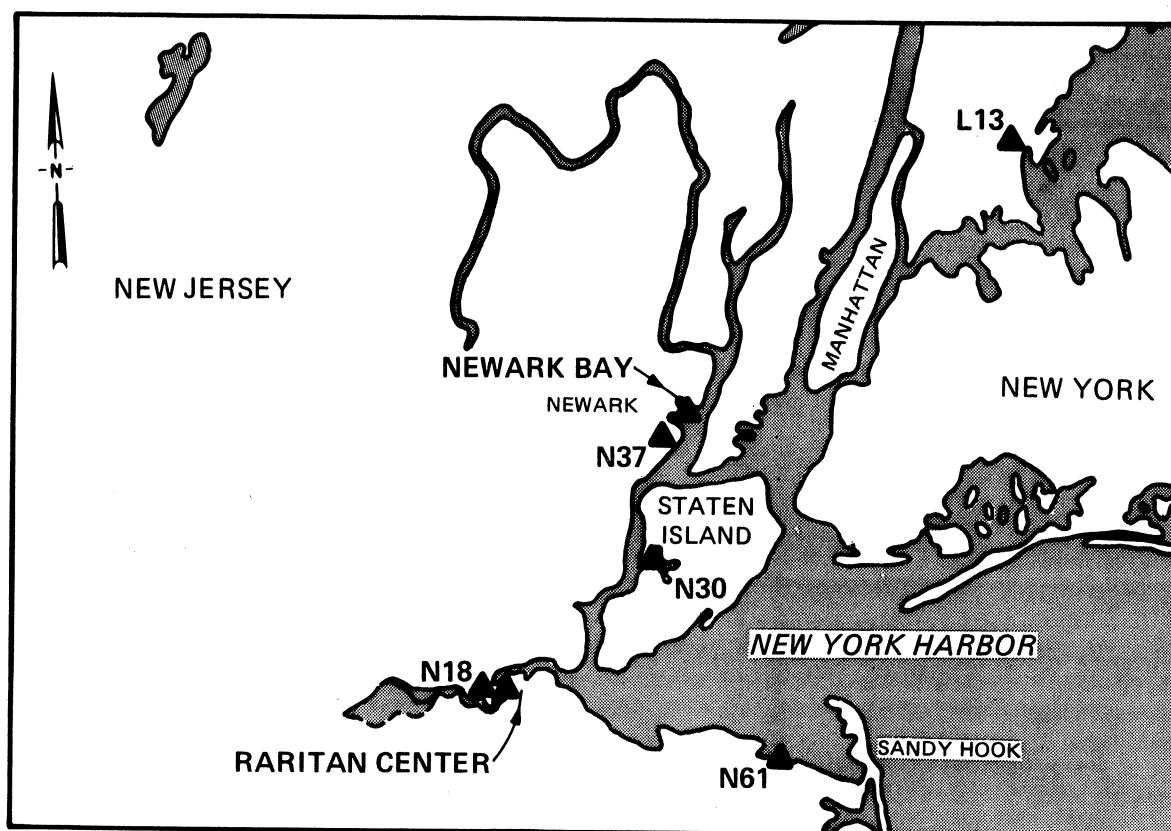 L13
-N-
NEW JERSEY
MANHATTAN
NEWARK BAY
NEWARK
NEW YORK
N37
STATEN
ISLAND
N30
NEW YORK HARBOR
N18
RARITAN CENTER
SANDY HOOK
N61